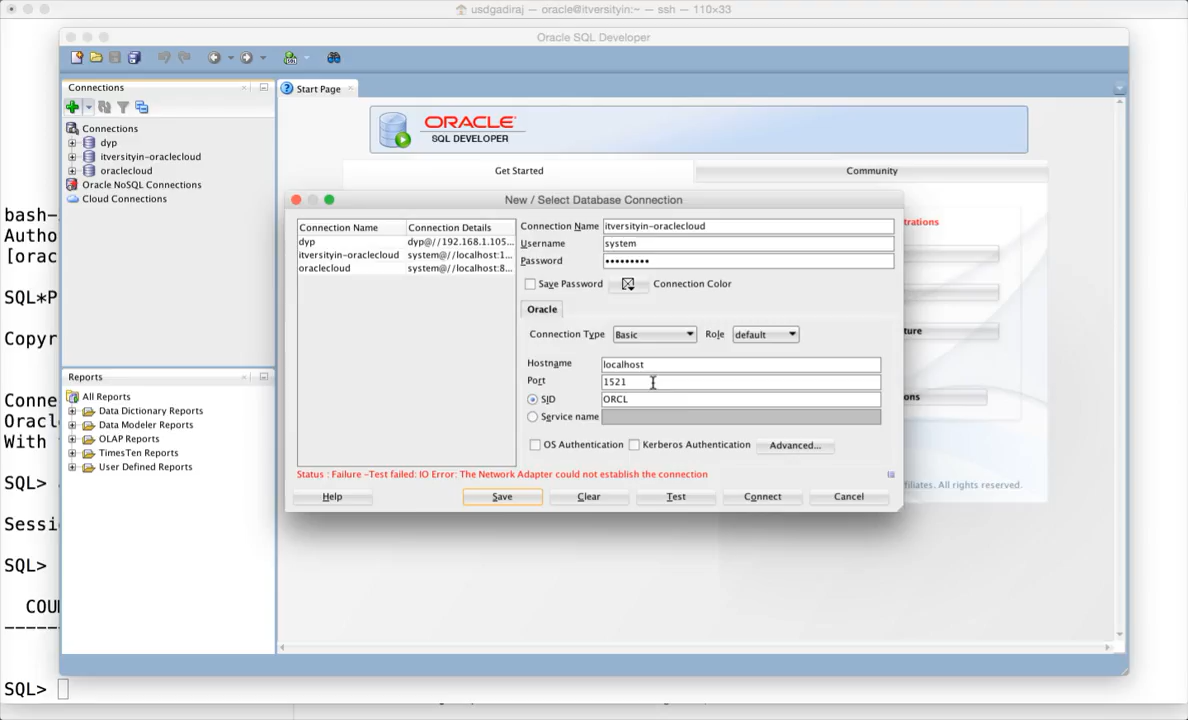 usdgadiraj — oracle@itversityin:~ — ssh — 110×33
Oracle SQL Developer
Connections
Start Page
Connections
dyp
itversityin-oraclecloud
oraclecloud
Oracle NoSQL Connections
Cloud Connections
ORACLE
SQL DEVELOPER
Get Started
Community
New / Select Database Connection
Connection Name Connection Details
dyp dyp@//192.168.1.105...
itversityin-oraclecloud system@//localhost:1...
oraclecloud system@//localhost:8...
Connection Name itversityin-oraclecloud
Username system
Password •••••••••
Save Password Connection Color
Oracle
Connection Type Basic Role default
Hostname localhost
Port 1521
SID ORCL
Service name
OS Authentication Kerberos Authentication Advanced...
Status : Failure -Test failed: IO Error: The Network Adapter could not establish the connection
Help Save Clear Test Connect Cancel
Reports
All Reports
Data Dictionary Reports
Data Modeler Reports
OLAP Reports
TimesTen Reports
User Defined Reports
trations
ture
ons
ffiliates. All rights reserved.
bash-
Autho
[orac
SQL*P
Copyr
Conne
Oracl
With
SQL>
Sessi
SQL>
COU
-----
SQL>